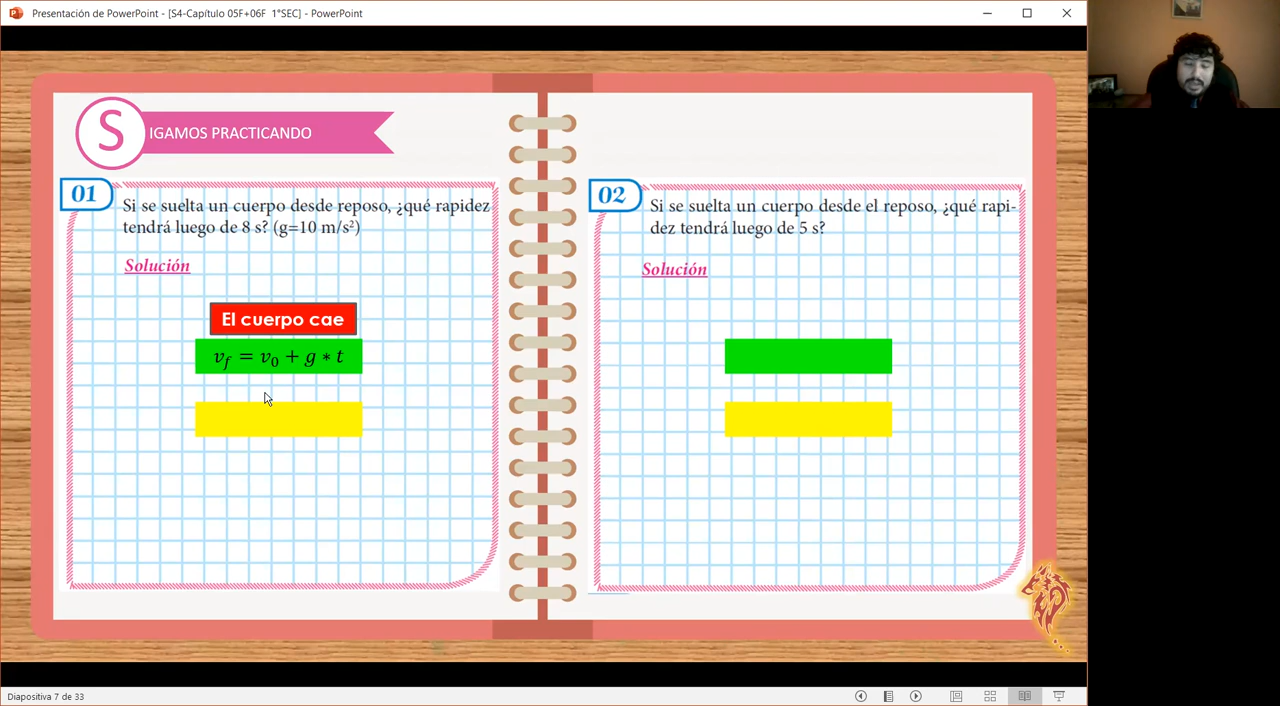 Presentación de PowerPoint - [S4-Capítulo 05F+06F 1°SEC] - PowerPoint
S
IGAMOS PRACTICANDO
01
Si se suelta un cuerpo desde reposo, ¿qué rapidez
tendrá luego de 8 s? (g=10 m/s²)
Solución
El cuerpo cae
v_f = v_0 + g * t
02
Si se suelta un cuerpo desde el reposo, ¿qué rapi-
dez tendrá luego de 5 s?
Solución
Diapositiva 7 de 33